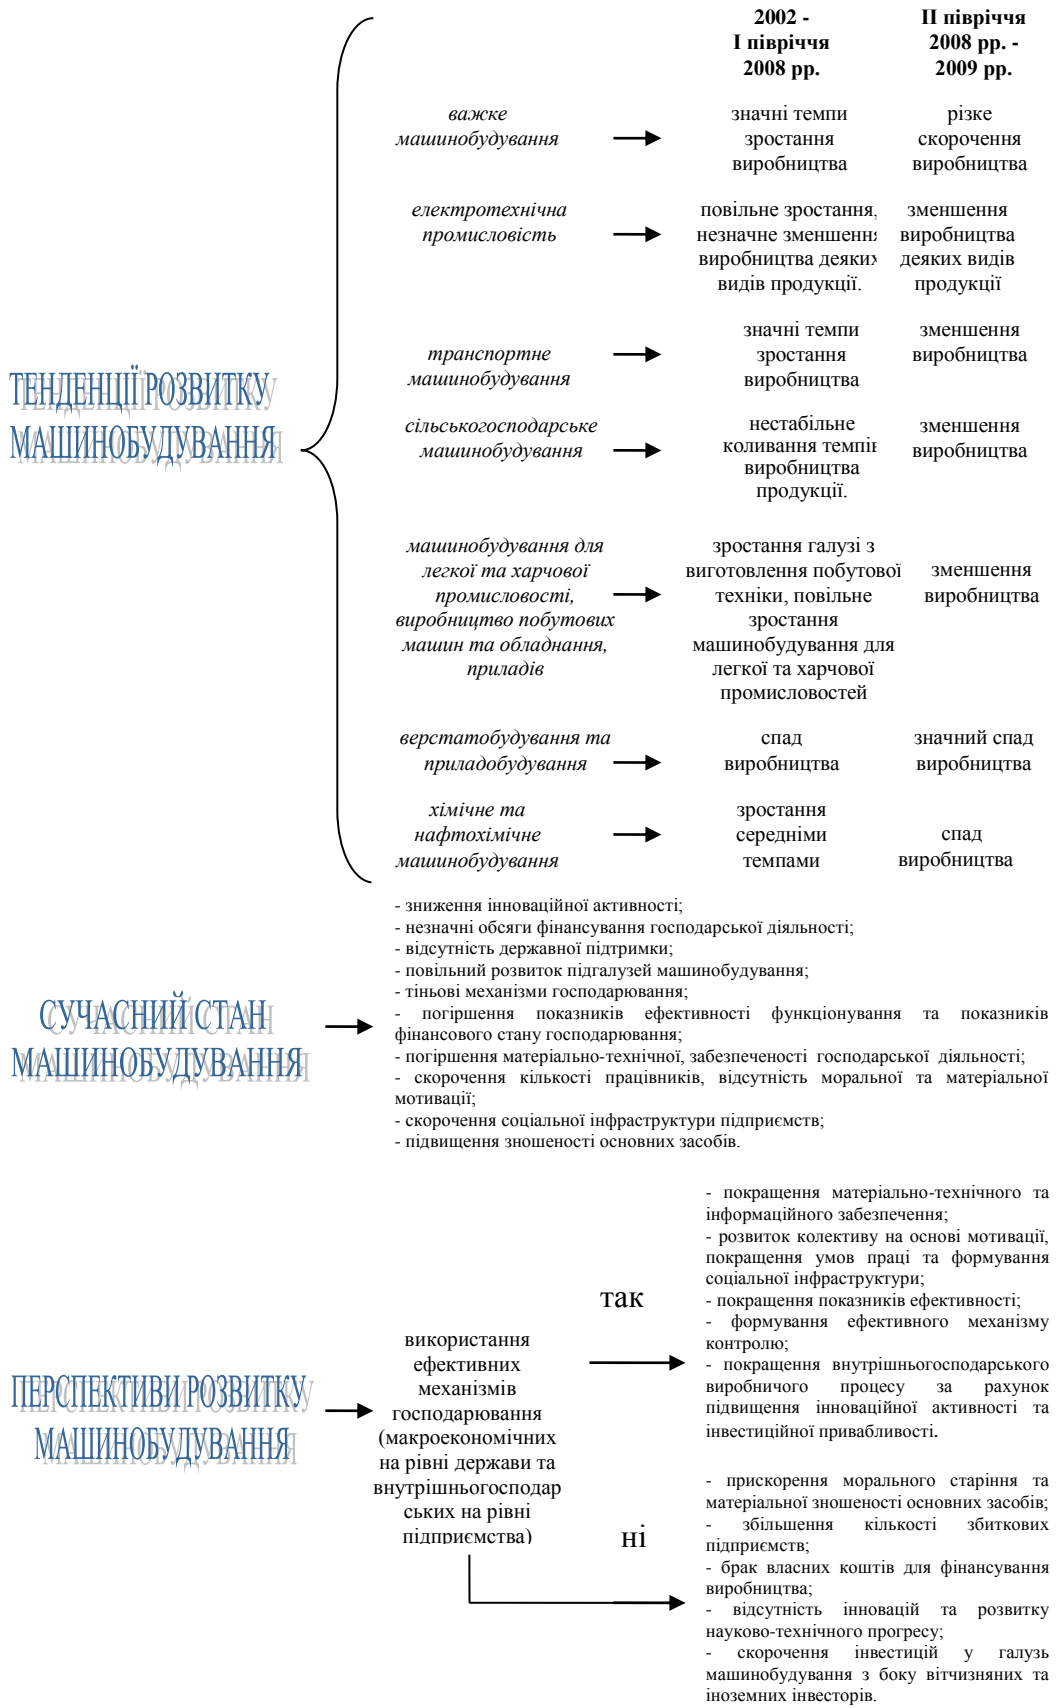 2002 -
І півріччя
2008 рр.
ІІ півріччя
2008 рр. -
2009 рр.
ТЕНДЕНЦІЇ РОЗВИТКУ
МАШИНОБУДУВАННЯ
важке
машинобудування
значні темпи
зростання
виробництва
різке
скорочення
виробництва
електротехнічна
промисловість
повільне зростання,
незначне зменшення
виробництва деяких
видів продукції.
зменшення
виробництва
деяких видів
продукції
транспортне
машинобудування
значні темпи
зростання
виробництва
зменшення
виробництва
сільськогосподарське
машинобудування
нестабільне
коливання темпів
виробництва
продукції.
зменшення
виробництва
машинобудування для
легкої та харчової
промисловості,
виробництво побутових
машин та обладнання,
приладів
зростання галузі з
виготовлення побутової
техніки, повільне
зростання
машинобудування для
легкої та харчової
промисловостей
зменшення
виробництва
верстатобудування та
приладобудування
спад
виробництва
значний спад
виробництва
хімічне та
нафтохімічне
машинобудування
зростання
середніми
темпами
спад
виробництва
СУЧАСНИЙ СТАН
МАШИНОБУДУВАННЯ
- зниження інноваційної активності;
- незначні обсяги фінансування господарської діяльності;
- відсутність державної підтримки;
- повільний розвиток підгалузей машинобудування;
- тіньові механізми господарювання;
- погіршення показників ефективності функціонування та показників
фінансового стану господарювання;
- погіршення матеріально-технічної, забезпеченості господарської діяльності;
- скорочення кількості працівників, відсутність моральної та матеріальної
мотивації;
- скорочення соціальної інфраструктури підприємств;
- підвищення зношеності основних засобів.
ПЕРСПЕКТИВИ РОЗВИТКУ
МАШИНОБУДУВАННЯ
використання
ефективних
механізмів
господарювання
(макроекономічних
на рівні держави та
внутрішньогосподар
ських на рівні
підприємства)
так
- покращення матеріально-технічного та
інформаційного забезпечення;
- розвиток колективу на основі мотивації,
покращення умов праці та формування
соціальної інфраструктури;
- покращення показників ефективності;
- формування ефективного механізму
контролю;
- покращення внутрішньогосподарського
виробничого процесу за рахунок
підвищення інноваційної активності та
інвестиційної привабливості.
ні
- прискорення морального старіння та
матеріальної зношеності основних засобів;
- збільшення кількості збиткових
підприємств;
- брак власних коштів для фінансування
виробництва;
- відсутність інновацій та розвитку
науково-технічного прогресу;
- скорочення інвестицій у галузь
машинобудування з боку вітчизняних та
іноземних інвесторів.